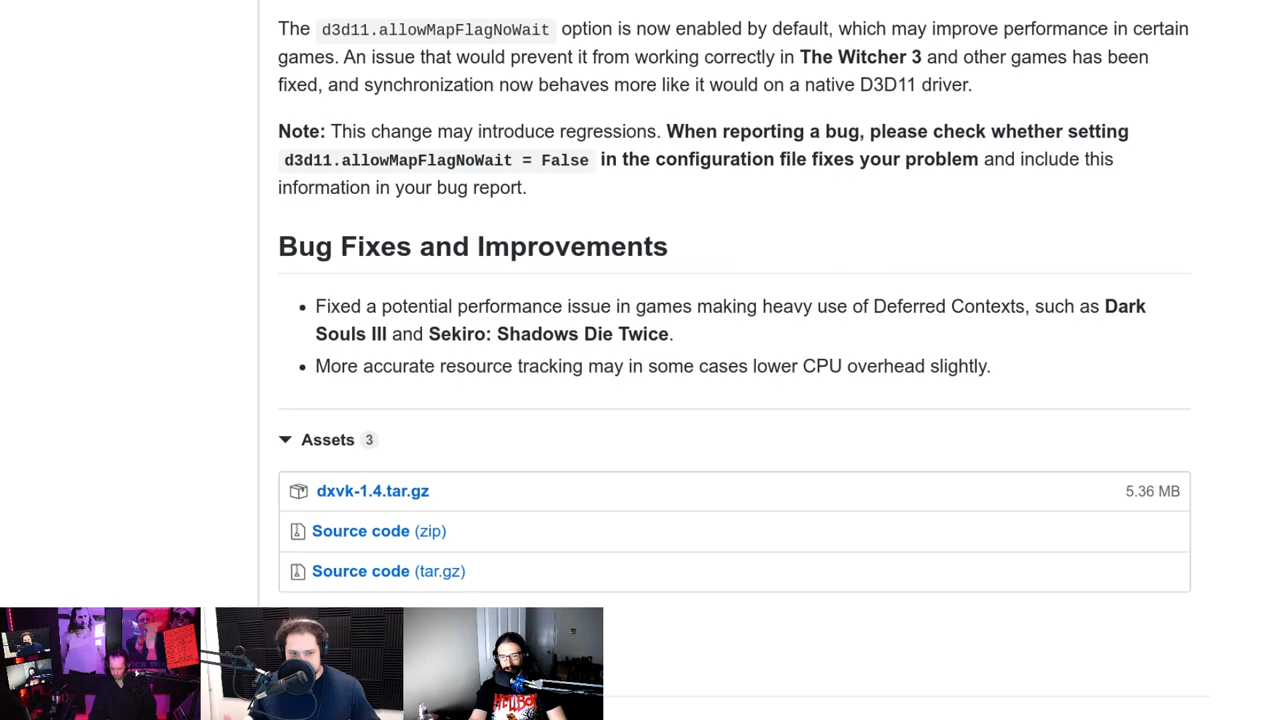 The d3d11.allowMapFlagNoWait option is now enabled by default, which may improve performance in certain
games. An issue that would prevent it from working correctly in The Witcher 3 and other games has been
fixed, and synchronization now behaves more like it would on a native D3D11 driver.
Note: This change may introduce regressions. When reporting a bug, please check whether setting
d3d11.allowMapFlagNoWait = False in the configuration file fixes your problem and include this
information in your bug report.
Bug Fixes and Improvements
• Fixed a potential performance issue in games making heavy use of Deferred Contexts, such as Dark
Souls III and Sekiro: Shadows Die Twice.
• More accurate resource tracking may in some cases lower CPU overhead slightly.
Assets 3
dxvk-1.4.tar.gz 5.36 MB
Source code (zip)
Source code (tar.gz)
HELLBOY